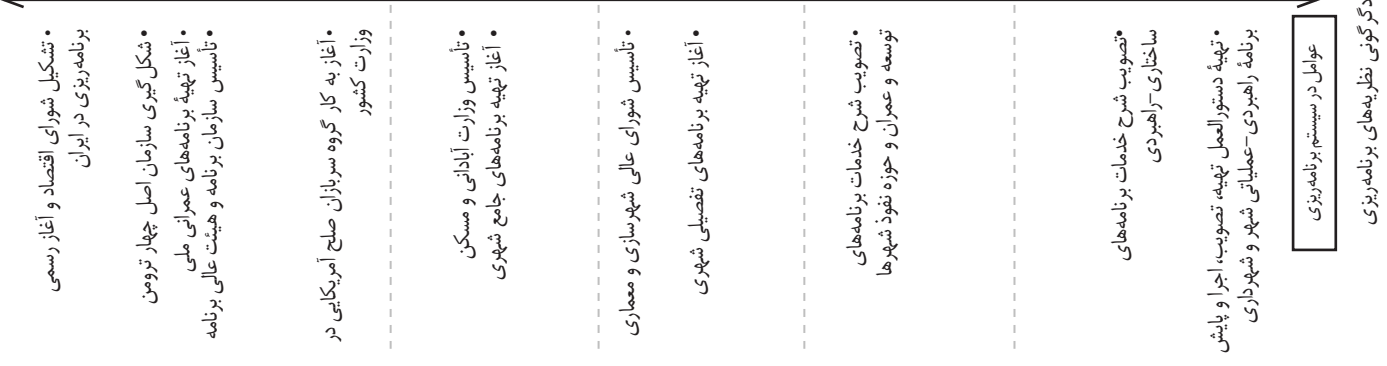 • تشکیل شورای اقتصاد و آغاز رسمی
برنامه‌ریزی در ایران
• شکل‌گیری سازمان اصل چهار ترومن
• آغاز تهیهٔ برنامه‌های عمرانی ملی
• تأسیس سازمان برنامه و هیئت عالی برنامه
• آغاز به کار گروه سربازان صلح آمریکایی در
وزارت کشور
• تأسیس وزارت آبادانی و مسکن
• آغاز تهیه برنامه‌های جامع شهری
• تأسیس شورای عالی شهرسازی و معماری
• آغاز تهیه برنامه‌های تفصیلی شهری
• تصویب شرح خدمات برنامه‌های
توسعه و عمران و حوزه نفوذ شهرها
•تصویب شرح خدمات برنامه‌های
ساختاری-راهبردی
• تهیهٔ دستورالعمل تهیه، تصویب، اجرا و پایش
برنامهٔ راهبردی-عملیاتی شهر و شهرداری
عوامل در سیستم برنامه‌ریزی
دگرگونی نظریه‌های برنامه‌ریزی